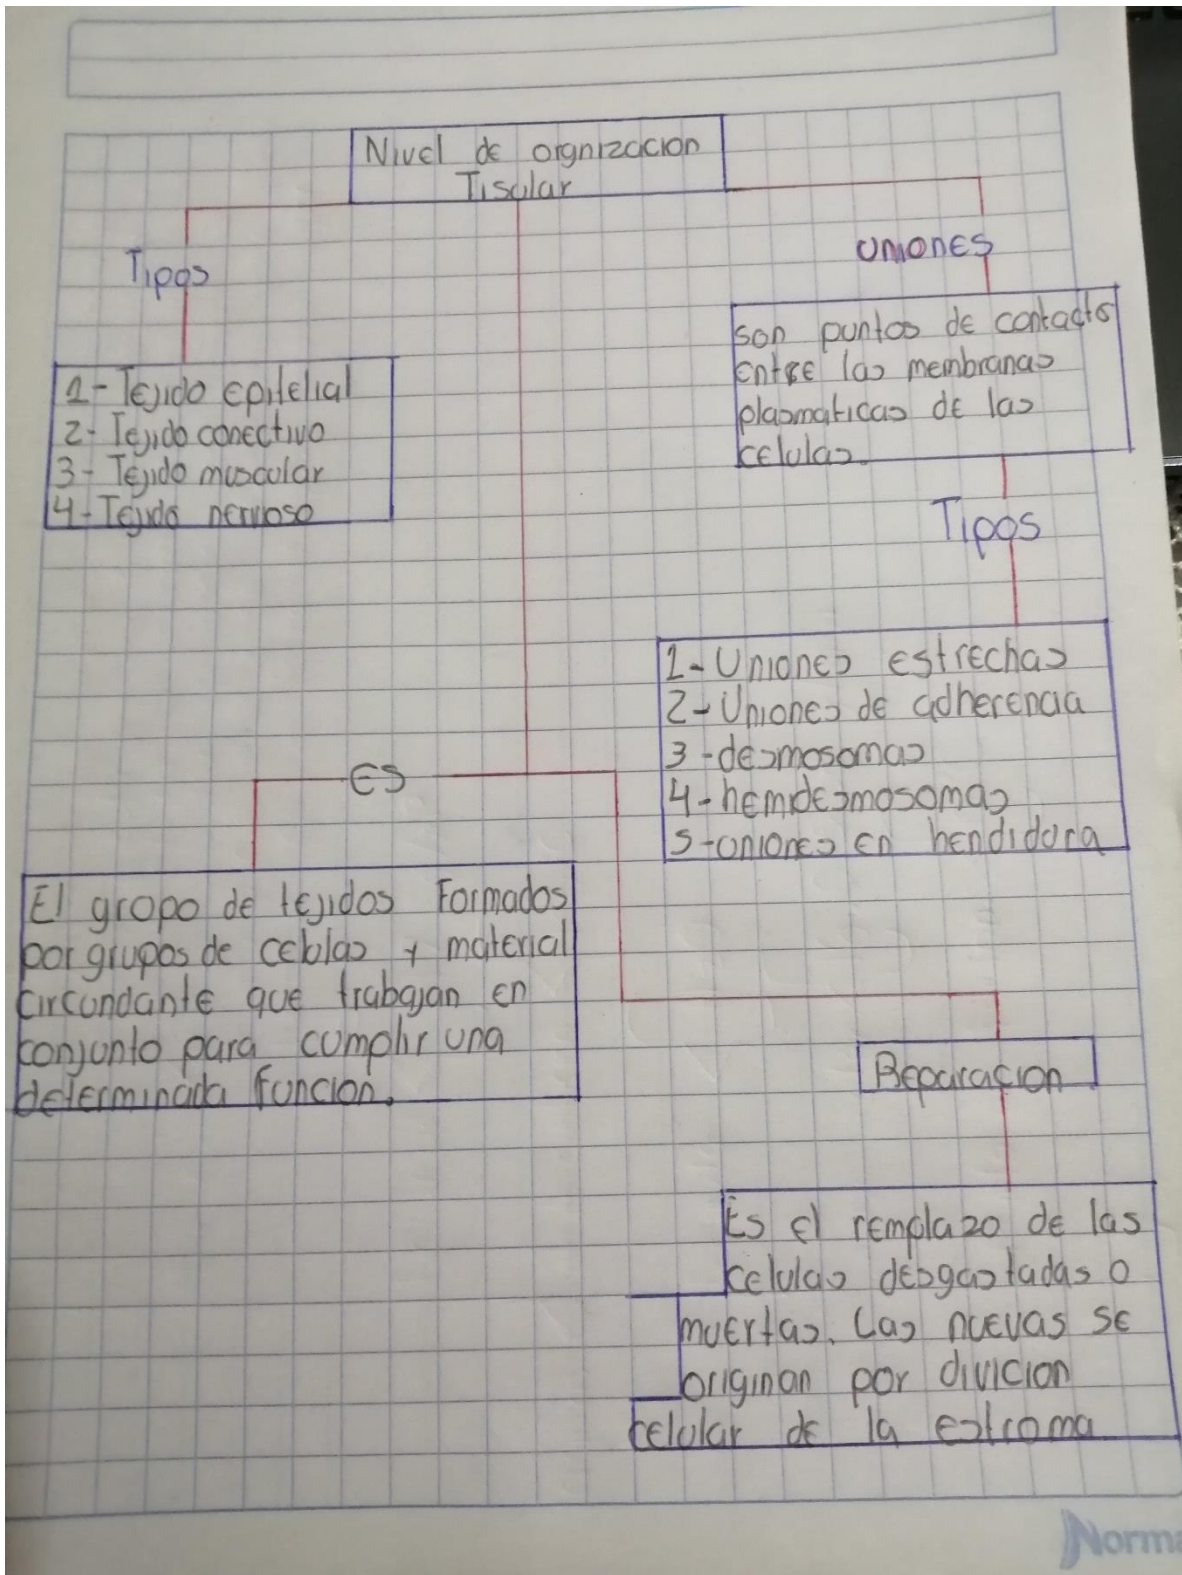 Nivel de orgnizacion
Tisular
Tipos
1- Tejido epitelial
2- Tejido conectivo
3- Tejido muscular
4- Tejido nervioso
uniones
son puntos de contacto
entre las membranas
plasmaticas de las
celulas.
Tipos
1- Uniones estrechas
2- Uniones de adherencia
3- desmosomas
4- hemidesmosomas
5- uniones en hendidura
ES
El grupo de tejidos Formados
por grupos de celulas y material
circundante que trabajan en
conjunto para cumplir una
determinada funcion.
Reparacion
Es el remplazo de las
celulas desgastadas o
muertas. Las nuevas se
originan por divicion
celular de la estroma
Norma